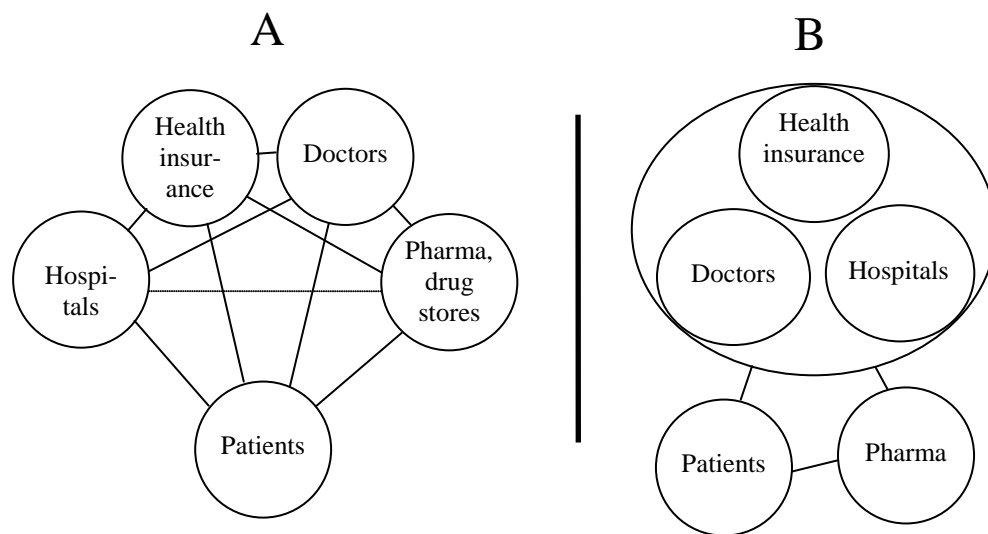 A
B
Health
insur-
ance
Doctors
Hospi-
tals
Pharma,
drug
stores
Patients
Health
insurance
Doctors
Hospitals
Patients
Pharma